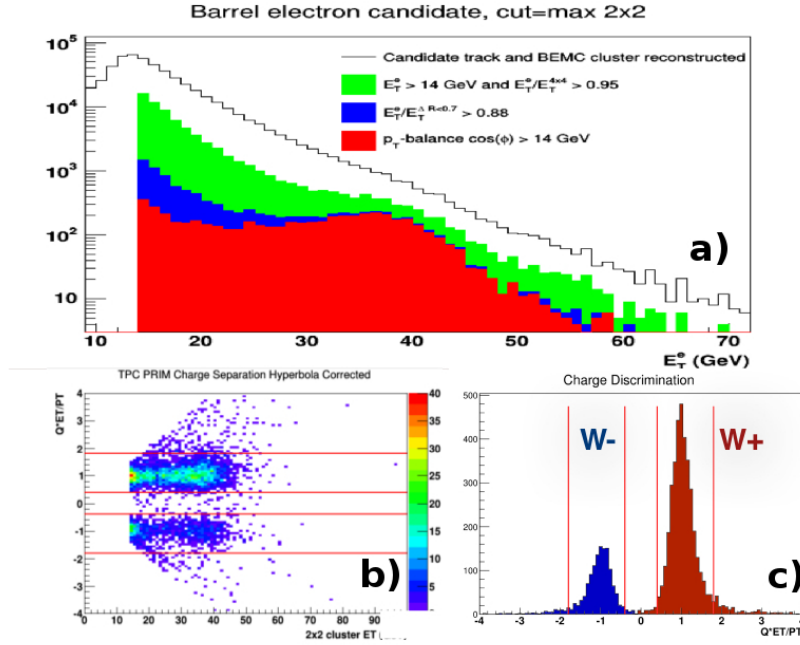 Barrel electron candidate, cut=max 2x2
10^5
10^4
10^3
10^2
10
Candidate track and BEMC cluster reconstructed
E_T^e > 14 GeV and E_T^e/E_T^4x4 > 0.95
E_T^e/E_T^ΔR<0.7 > 0.88
p_T-balance cos(ϕ) > 14 GeV
a)
10 20 30 40 50 60 70
E_T^e (GeV)
TPC PRIM Charge Separation Hyperbola Corrected
Q*ET/PT
4
3
2
1
0
-1
-2
-3
-4
0 10 20 30 40 50 60 70 80 90
2x2 cluster ET
40
35
30
25
20
15
10
5
b)
Charge Discrimination
500
400
300
200
100
0
W-
W+
c)
-4 -3 -2 -1 0 1 2 3 4
Q*ET/PT